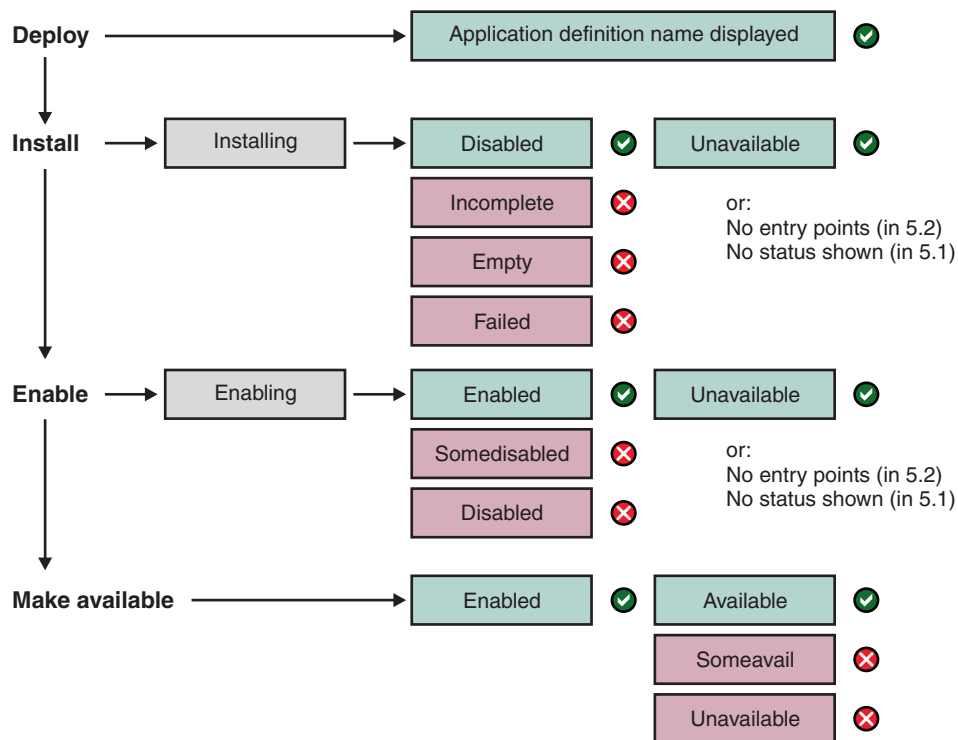 Deploy
Application definition name displayed
Install
Installing
Disabled
Unavailable
Incomplete
or:
No entry points (in 5.2)
No status shown (in 5.1)
Empty
Failed
Enable
Enabling
Enabled
Unavailable
Somedisabled
or:
No entry points (in 5.2)
No status shown (in 5.1)
Disabled
Make available
Enabled
Available
Someavail
Unavailable